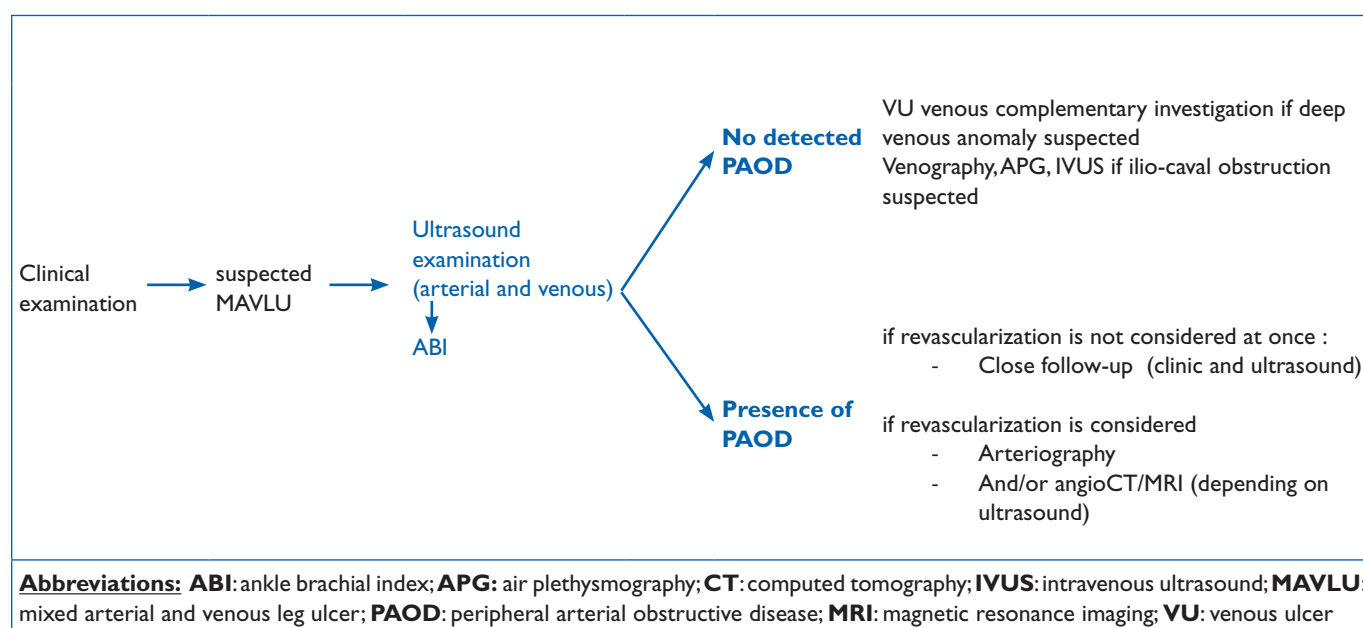 Clinical
examination
suspected
MAVLU
Ultrasound
examination
(arterial and venous)
ABI
No detected
PAOD
VU venous complementary investigation if deep
venous anomaly suspected
Venography, APG, IVUS if ilio-caval obstruction
suspected
Presence of
PAOD
if revascularization is not considered at once :
- Close follow-up (clinic and ultrasound)
if revascularization is considered
- Arteriography
- And/or angioCT/MRI (depending on
ultrasound)
Abbreviations: ABI: ankle brachial index; APG: air plethysmography; CT: computed tomography; IVUS: intravenous ultrasound; MAVLU:
mixed arterial and venous leg ulcer; PAOD: peripheral arterial obstructive disease; MRI: magnetic resonance imaging; VU: venous ulcer